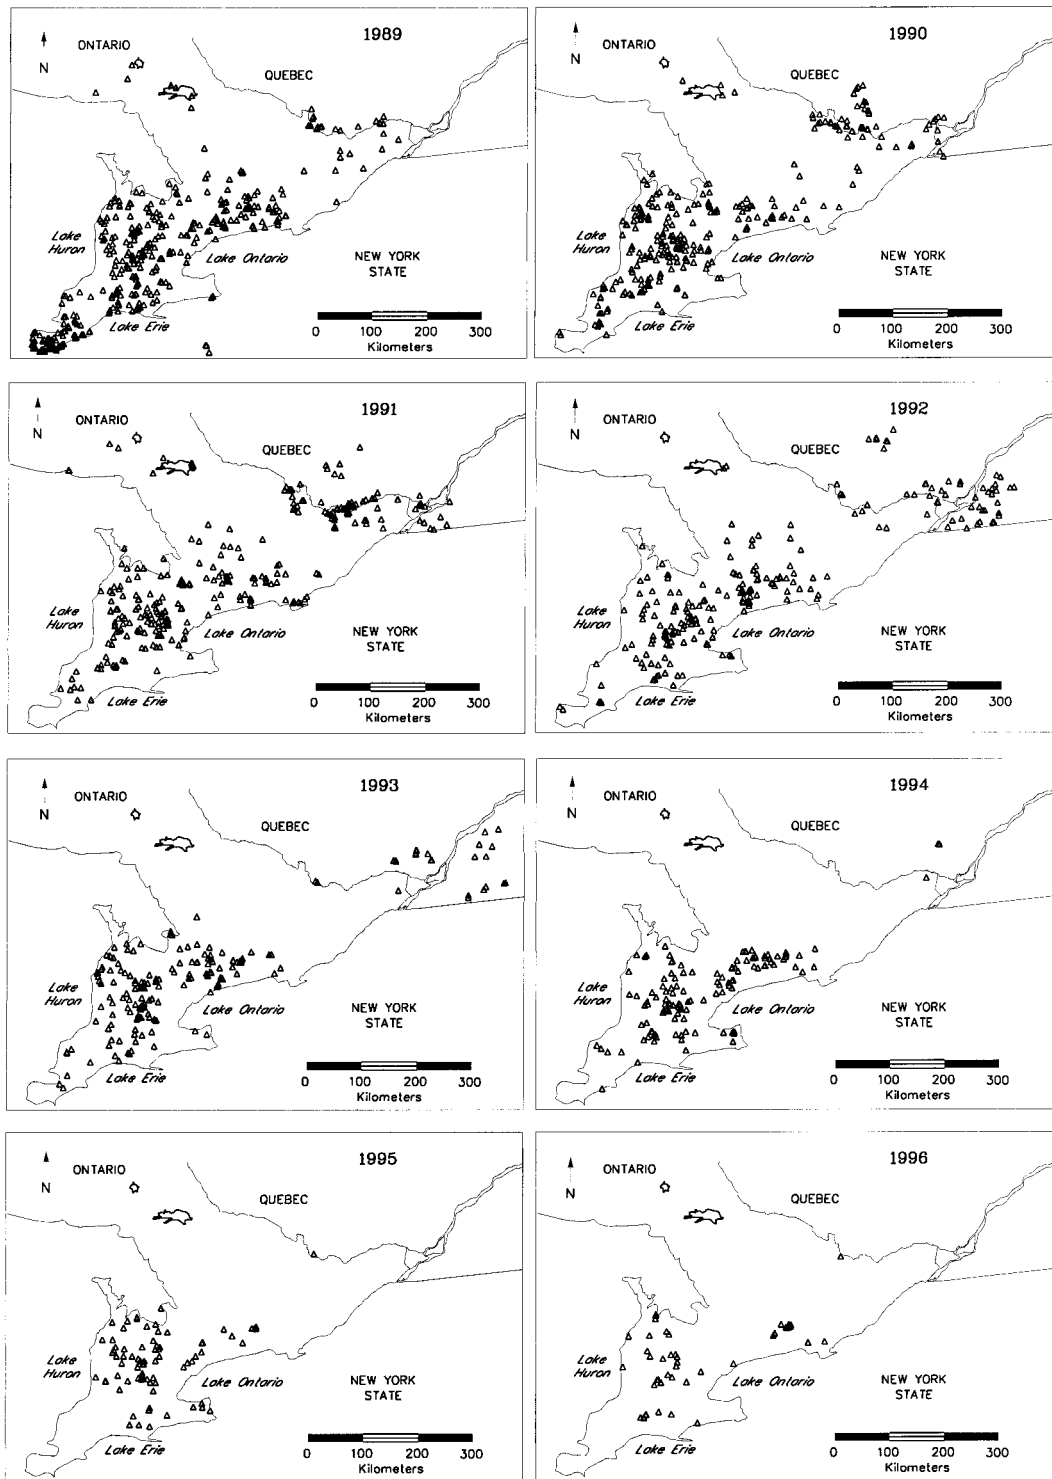 1989
ONTARIO
N
QUEBEC
Lake
Huron
Lake Ontario
NEW YORK
STATE
Lake Erie
0 100 200 300
Kilometers
1990
ONTARIO
N
QUEBEC
Lake
Huron
Lake Ontario
NEW YORK
STATE
Lake Erie
0 100 200 300
Kilometers
1991
ONTARIO
N
QUEBEC
Lake
Huron
Lake Ontario
NEW YORK
STATE
Lake Erie
0 100 200 300
Kilometers
1992
ONTARIO
N
QUEBEC
Lake
Huron
Lake Ontario
NEW YORK
STATE
Lake Erie
0 100 200 300
Kilometers
1993
ONTARIO
N
QUEBEC
Lake
Huron
Lake Ontario
NEW YORK
STATE
Lake Erie
0 100 200 300
Kilometers
1994
ONTARIO
N
QUEBEC
Lake
Huron
Lake Ontario
NEW YORK
STATE
Lake Erie
0 100 200 300
Kilometers
1995
ONTARIO
N
QUEBEC
Lake
Huron
Lake Ontario
NEW YORK
STATE
Lake Erie
0 100 200 300
Kilometers
1996
ONTARIO
N
QUEBEC
Lake
Huron
Lake Ontario
NEW YORK
STATE
Lake Erie
0 100 200 300
Kilometers